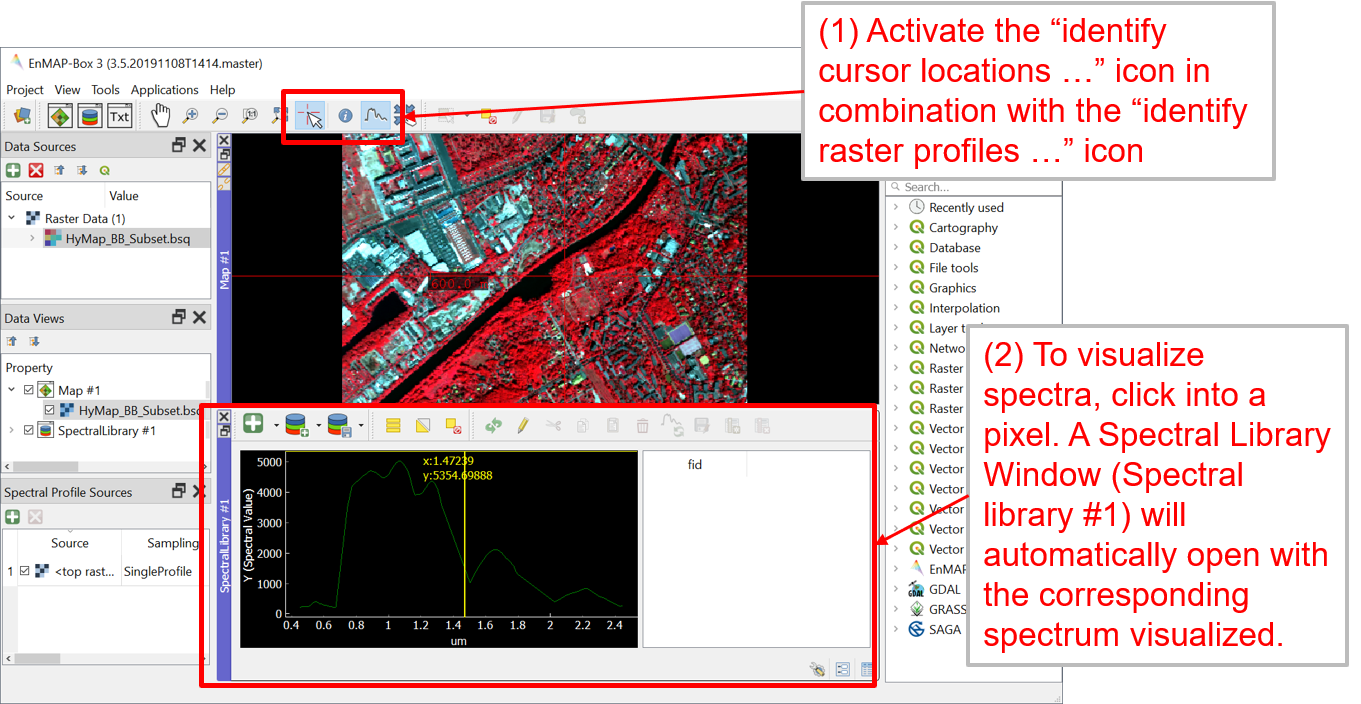 (1) Activate the “identify
cursor locations …” icon in
combination with the “identify
raster profiles …” icon
EnMAP-Box 3 (3.5.20191108T1414.master)
Project View Tools Applications Help
Txt
Data Sources
Source Value
Raster Data (1)
HyMap_BB_Subset.bsq
Data Views
Property
Map #1
HyMap_BB_Subset.bsq
SpectralLibrary #1
Spectral Profile Sources
Source Sampling
1 <top rast... SingleProfile
Map #1
600.0 m
SpectralLibrary #1
x:1.47239
y:5354.69888
Y (Spectral Value)
5000
4000
3000
2000
1000
0
0.4 0.6 0.8 1 1.2 1.4 1.6 1.8 2 2.2 2.4
um
fid
Search...
Recently used
Cartography
Database
File tools
Graphics
Interpolation
Layer t
Netwo
Raster
Raster
Raster
Vector
Vector
Vector
Vector
Vector
Vector
Vector
EnMAP
GDAL
GRASS
SAGA
(2) To visualize
spectra, click into a
pixel. A Spectral Library
Window (Spectral
library #1) will
automatically open with
the corresponding
spectrum visualized.